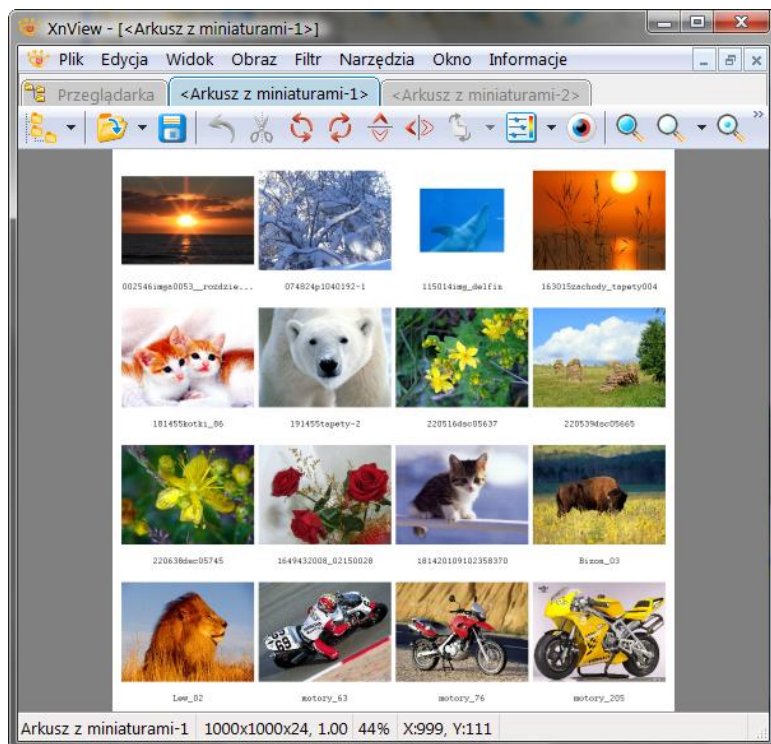 XnView - [<Arkusz z miniaturami-1>]
Plik Edycja Widok Obraz Filtr Narzędzia Okno Informacje
Przeglądarka <Arkusz z miniaturami-1> <Arkusz z miniaturami-2>
002546imgs0053__rozdzie... 074824p1040192-1 115014img_delfin 163015zachody_tapety004
181455kotki_86 191455tapety-2 220516dsc05637 220539dsc05665
220638dsc05745 1649432008_02150028 181420109102358370 Bizon_03
Lew_02 motory_63 motory_76 motory_205
Arkusz z miniaturami-1 1000x1000x24, 1.00 44% X:999, Y:111